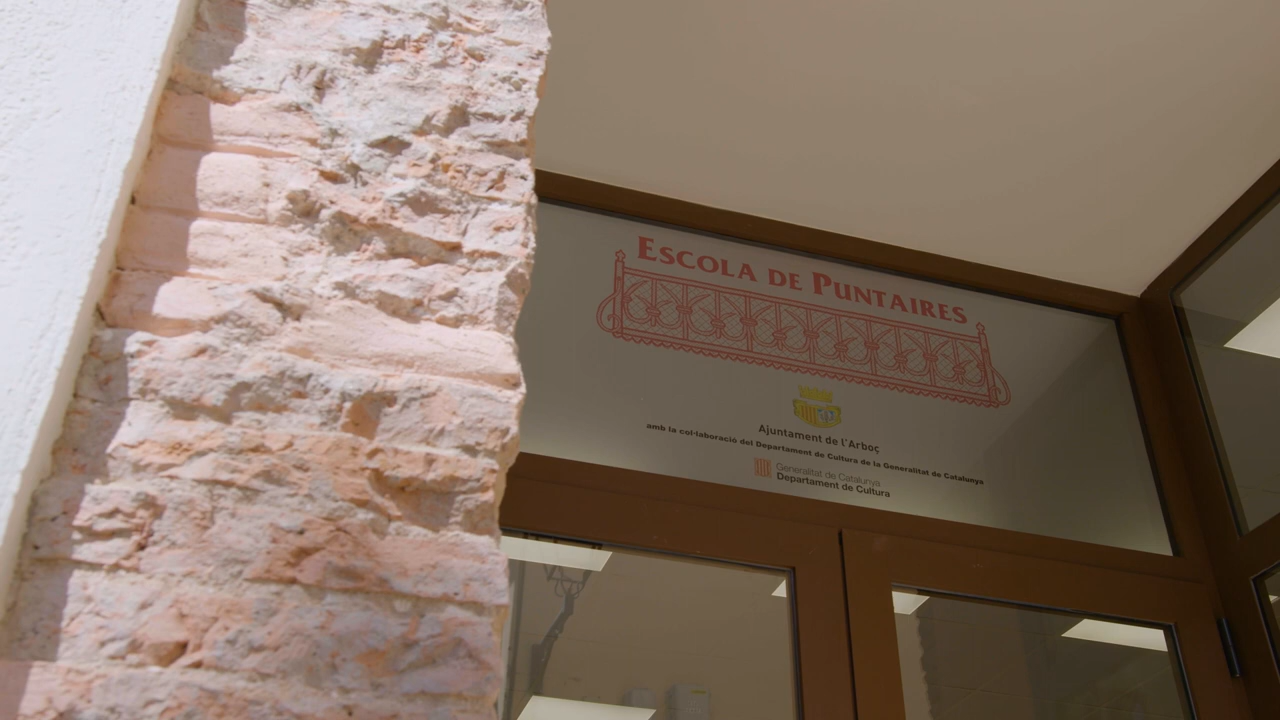 ESCOLA DE PUNTAIRES
Ajuntament de l'Arboç
amb la col·laboració del Departament de Cultura de la Generalitat de Catalunya
Generalitat de Catalunya
Departament de Cultura